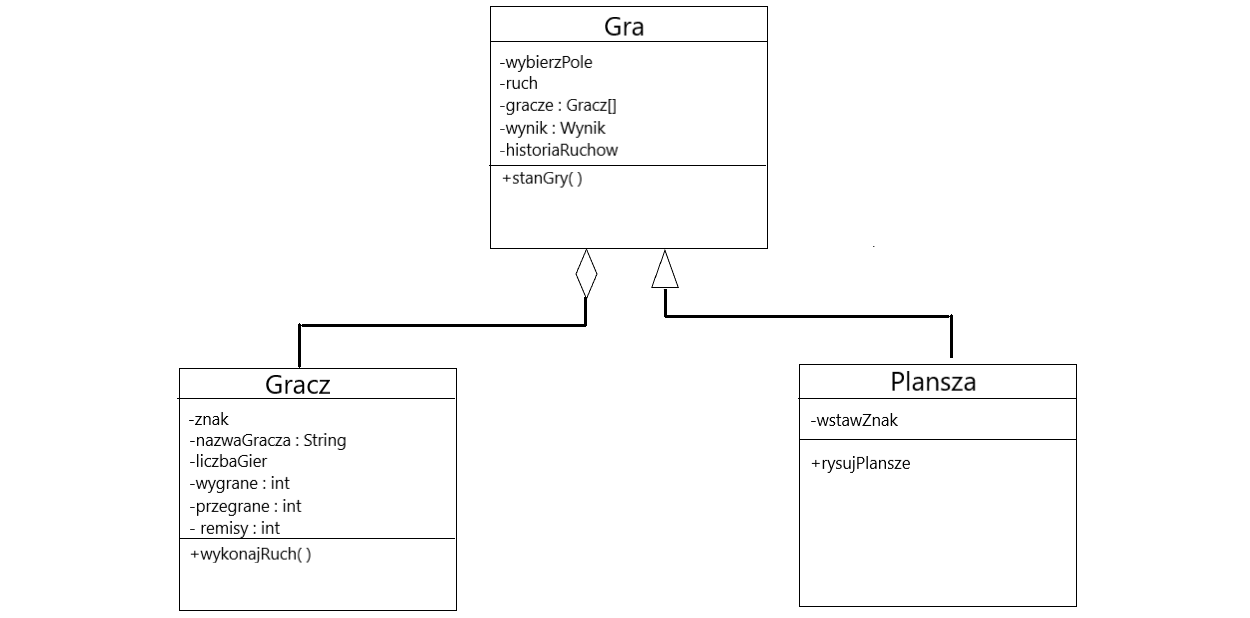 Gra
-wybierzPole
-ruch
-gracze : Gracz[]
-wynik : Wynik
-historiaRuchow
+stanGry( )
Gracz
-znak
-nazwaGracza : String
-liczbaGier
-wygrane : int
-przegrane : int
- remisy : int
+wykonajRuch( )
Plansza
-wstawZnak
+rysujPlansze